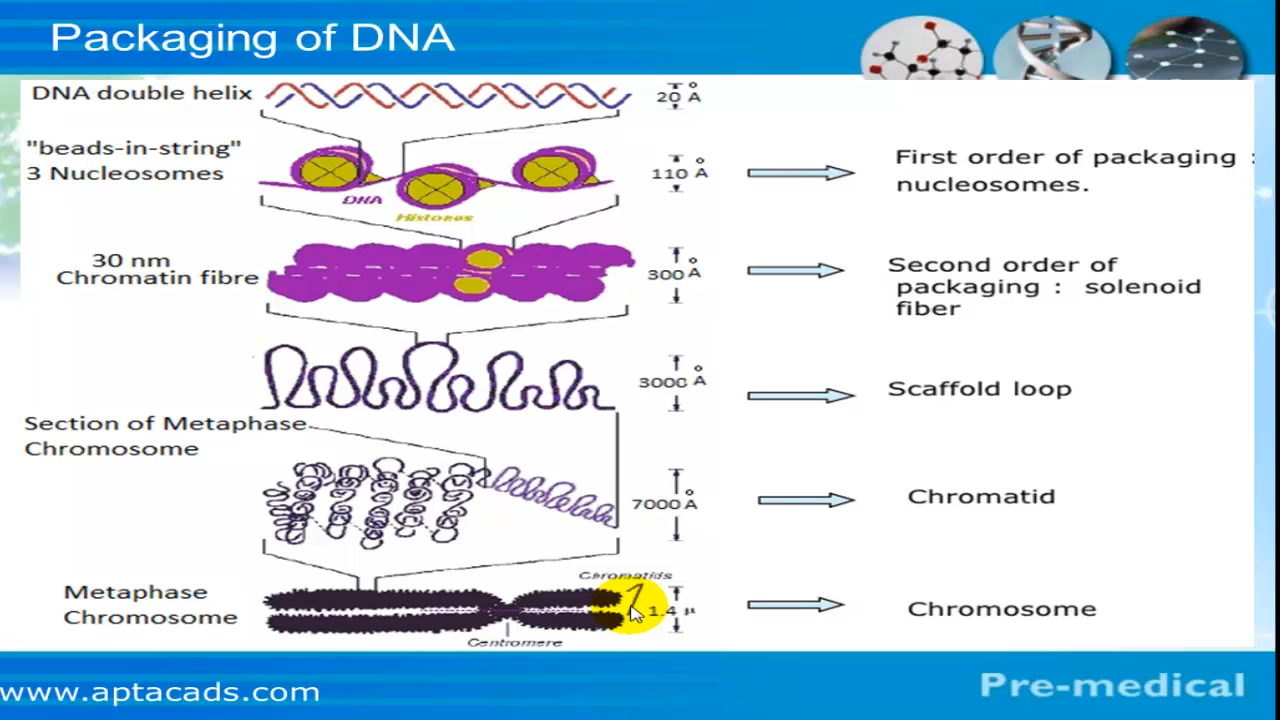 Packaging of DNA
DNA double helix
20 Å
"beads-in-string"
3 Nucleosomes
110 Å
First order of packaging :
nucleosomes.
DNA
Histones
30 nm
Chromatin fibre
300 Å
Second order of
packaging : solenoid
fiber
3000 Å
Scaffold loop
Section of Metaphase
Chromosome
7000 Å
Chromatid
Chromatids
Metaphase
Chromosome
1.4 μ
Chromosome
Centromere
www.aptacads.com
Pre-medical